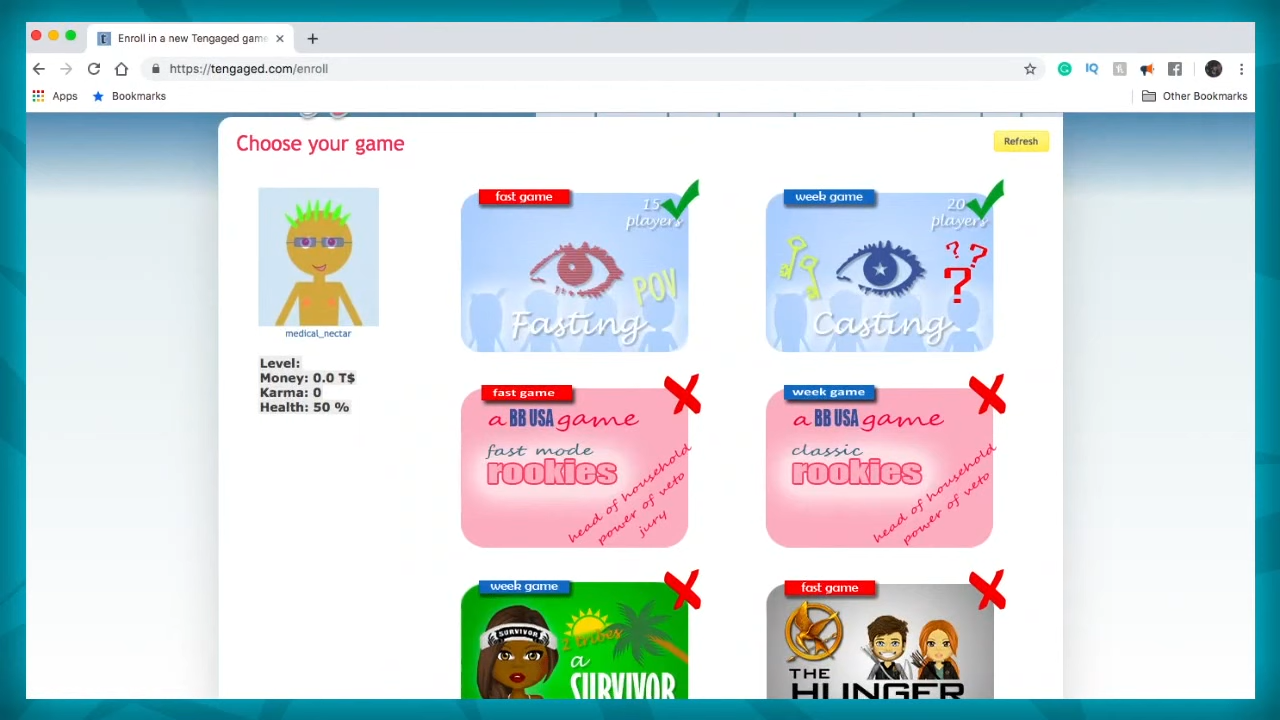 Enroll in a new Tengaged game
https://tengaged.com/enroll
IQ
Apps
Bookmarks
Other Bookmarks
Choose your game
Refresh
medical_nectar
Level:
Money: 0.0 T$
Karma: 0
Health: 50 %
fast game
15
players
POV
Fasting
week game
20
players
? ?
?
Casting
fast game
a BB USA game
fast mode
rookies
head of household
power of veto
jury
week game
a BB USA game
classic
rookies
head of household
power of veto
week game
SURVIVOR
2 tribes
a
SURVIVOR
fast game
THE
HUNGER